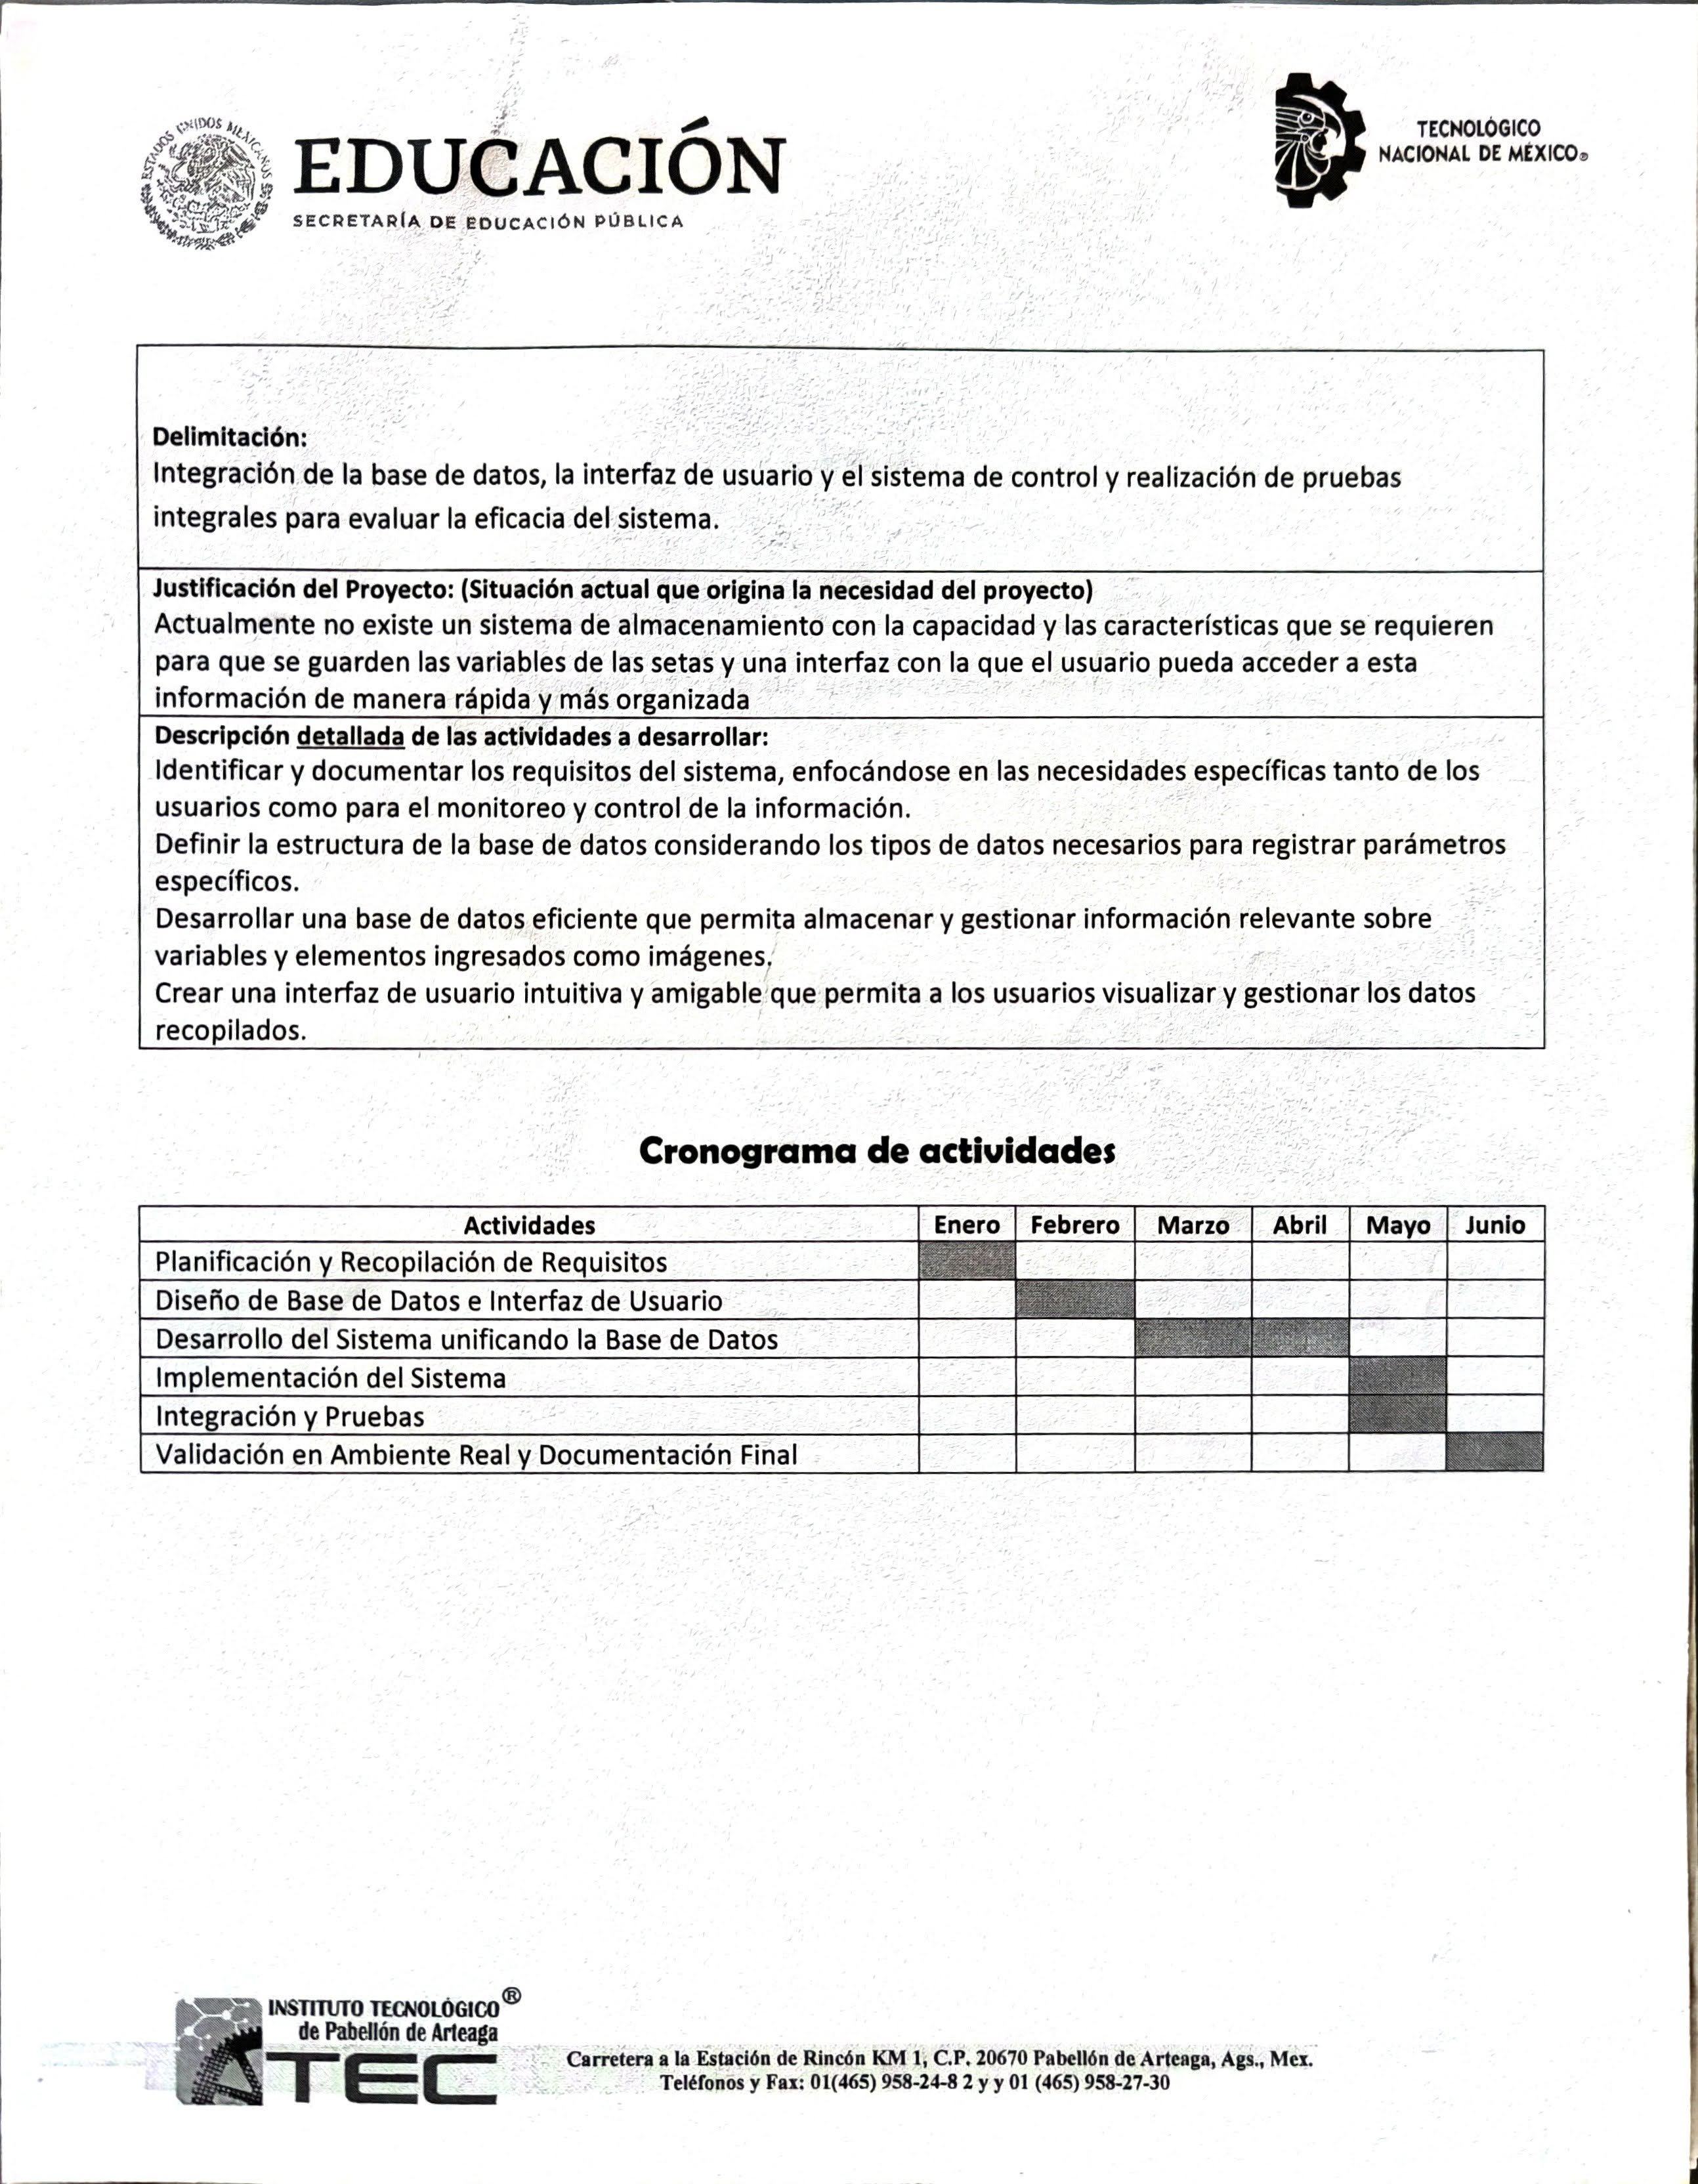 ESTADOS UNIDOS MEXICANOS
EDUCACIÓN
SECRETARÍA DE EDUCACIÓN PÚBLICA
TECNOLÓGICO
NACIONAL DE MÉXICO®
Delimitación:
Integración de la base de datos, la interfaz de usuario y el sistema de control y realización de pruebas
integrales para evaluar la eficacia del sistema.
Justificación del Proyecto: (Situación actual que origina la necesidad del proyecto)
Actualmente no existe un sistema de almacenamiento con la capacidad y las características que se requieren
para que se guarden las variables de las setas y una interfaz con la que el usuario pueda acceder a esta
información de manera rápida y más organizada
Descripción detallada de las actividades a desarrollar:
Identificar y documentar los requisitos del sistema, enfocándose en las necesidades específicas tanto de los
usuarios como para el monitoreo y control de la información.
Definir la estructura de la base de datos considerando los tipos de datos necesarios para registrar parámetros
específicos.
Desarrollar una base de datos eficiente que permita almacenar y gestionar información relevante sobre
variables y elementos ingresados como imágenes.
Crear una interfaz de usuario intuitiva y amigable que permita a los usuarios visualizar y gestionar los datos
recopilados.
Cronograma de actividades
Actividades Enero Febrero Marzo Abril Mayo Junio
Planificación y Recopilación de Requisitos
Diseño de Base de Datos e Interfaz de Usuario
Desarrollo del Sistema unificando la Base de Datos
Implementación del Sistema
Integración y Pruebas
Validación en Ambiente Real y Documentación Final
INSTITUTO TECNOLÓGICO®
de Pabellón de Arteaga
TEC
Carretera a la Estación de Rincón KM 1, C.P. 20670 Pabellón de Arteaga, Ags., Mex.
Teléfonos y Fax: 01(465) 958-24-8 2 y y 01 (465) 958-27-30